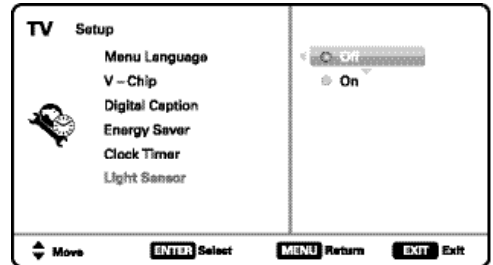 TV Setup
Menu Language
V – Chip
Digital Caption
Energy Saver
Clock Timer
Light Sensor
Off
On
Move ENTER Select MENU Return EXIT Exit